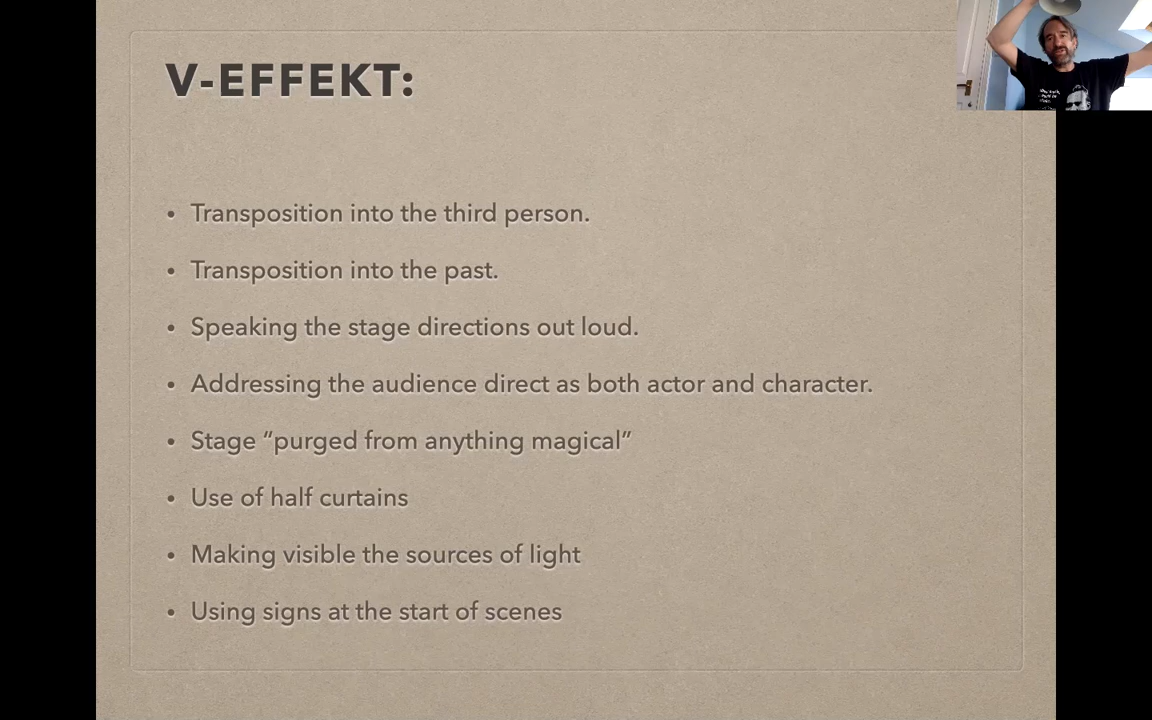 V-EFFEKT:
• Transposition into the third person.
• Transposition into the past.
• Speaking the stage directions out loud.
• Addressing the audience direct as both actor and character.
• Stage “purged from anything magical”
• Use of half curtains
• Making visible the sources of light
• Using signs at the start of scenes